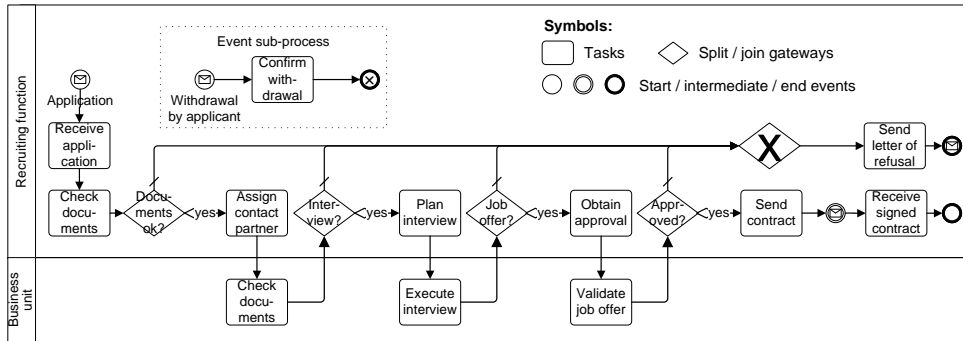 Recruiting function
Business
unit
Event sub-process
Confirm
with-
drawal
Withdrawal
by applicant
Symbols:
Tasks
Split / join gateways
Start / intermediate / end events
Application
Receive
appli-
cation
Check
docu-
ments
Docu-
ments
ok?
yes
Assign
contact
partner
Check
docu-
ments
Inter-
view?
yes
Plan
interview
Execute
interview
Job
offer?
yes
Obtain
approval
Validate
job offer
Appr-
oved?
yes
Send
contract
Receive
signed
contract
X
Send
letter of
refusal